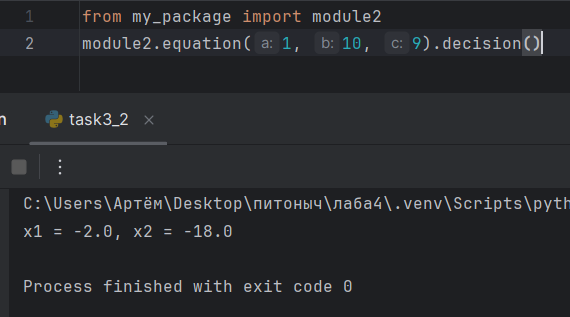 1 from my_package import module2
2 module2.equation(a: 1, b: 10, c: 9).decision()
n task3_2 ×
C:\Users\Артём\Desktop\питоныч\лаба4\.venv\Scripts\pyth
x1 = -2.0, x2 = -18.0
Process finished with exit code 0